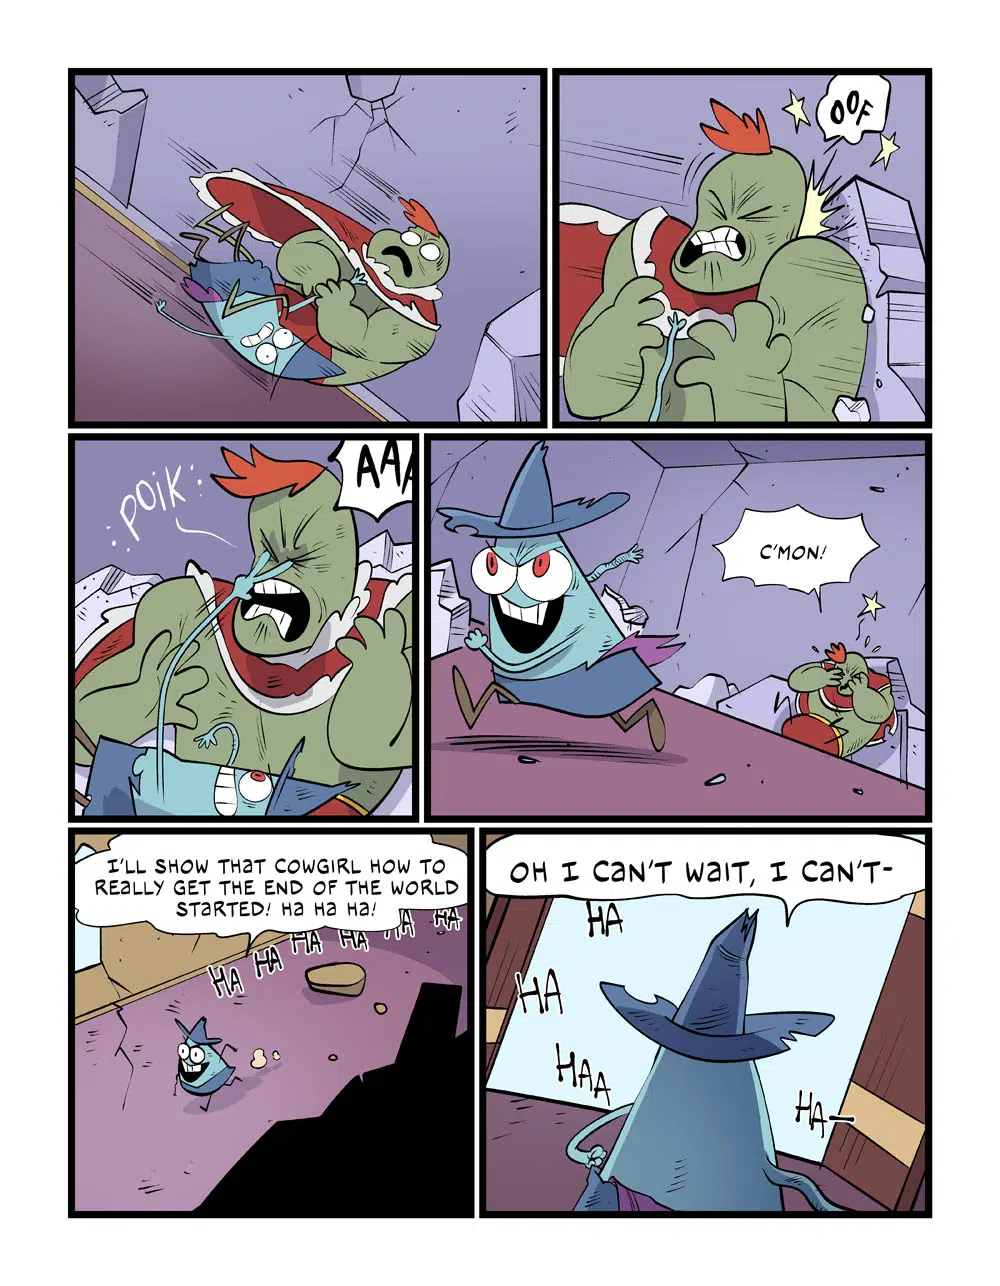 OOF
POIK
AAA
C'MON!
I'LL SHOW THAT COWGIRL HOW TO
REALLY GET THE END OF THE WORLD
STARTED! HA HA HA!
HA HA HA HA HA HA
OH I CAN'T WAIT, I CAN'T-
HA
HA
HAA
HA—